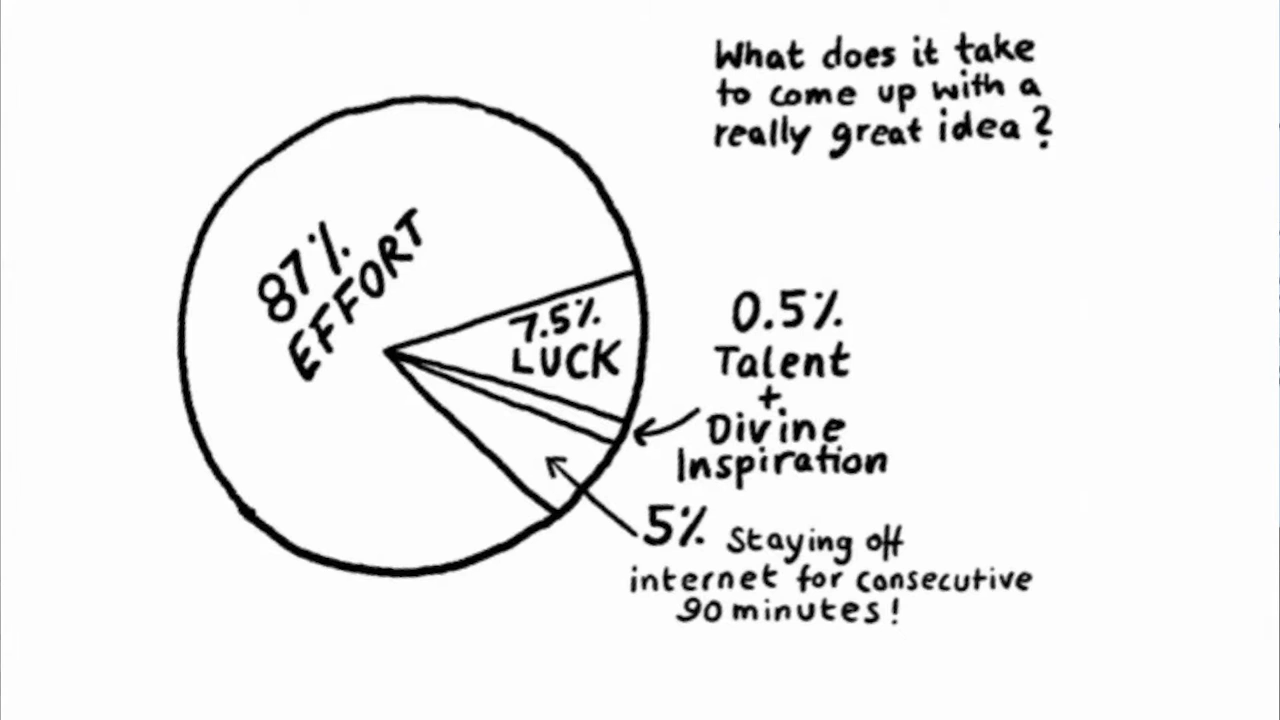 What does it take
to come up with a
really great idea?
87%
EFFORT
7.5%
LUCK
0.5%
Talent
+
Divine
Inspiration
5% Staying off
internet for consecutive
90 minutes!